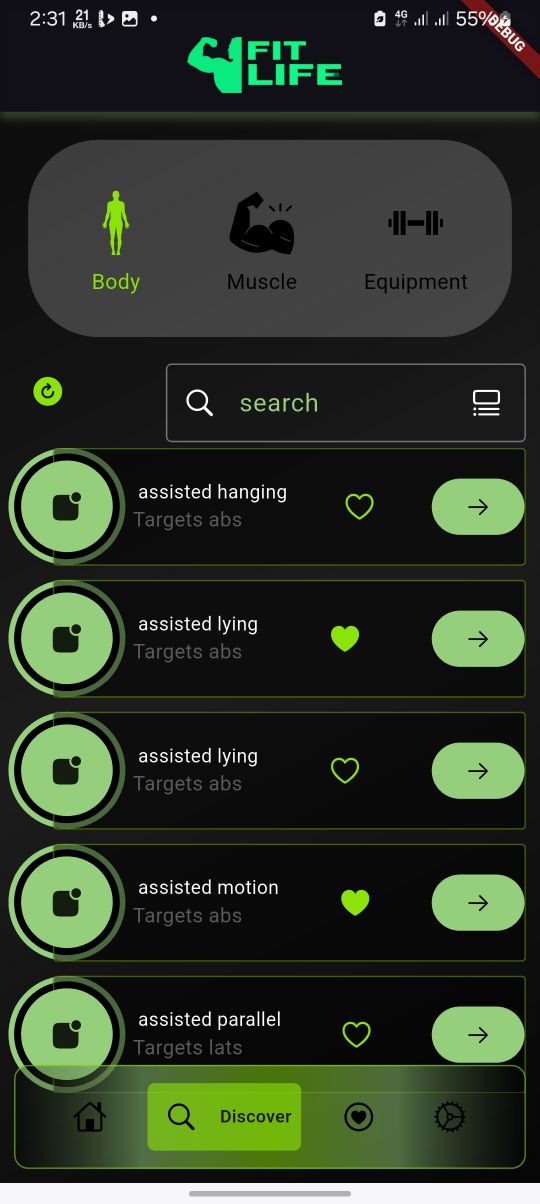 2:31 21 KB/s 4G 55%
DEBUG
FIT
LIFE
Body Muscle Equipment
search
assisted hanging
Targets abs
assisted lying
Targets abs
assisted lying
Targets abs
assisted motion
Targets abs
assisted parallel
Targets lats
Discover